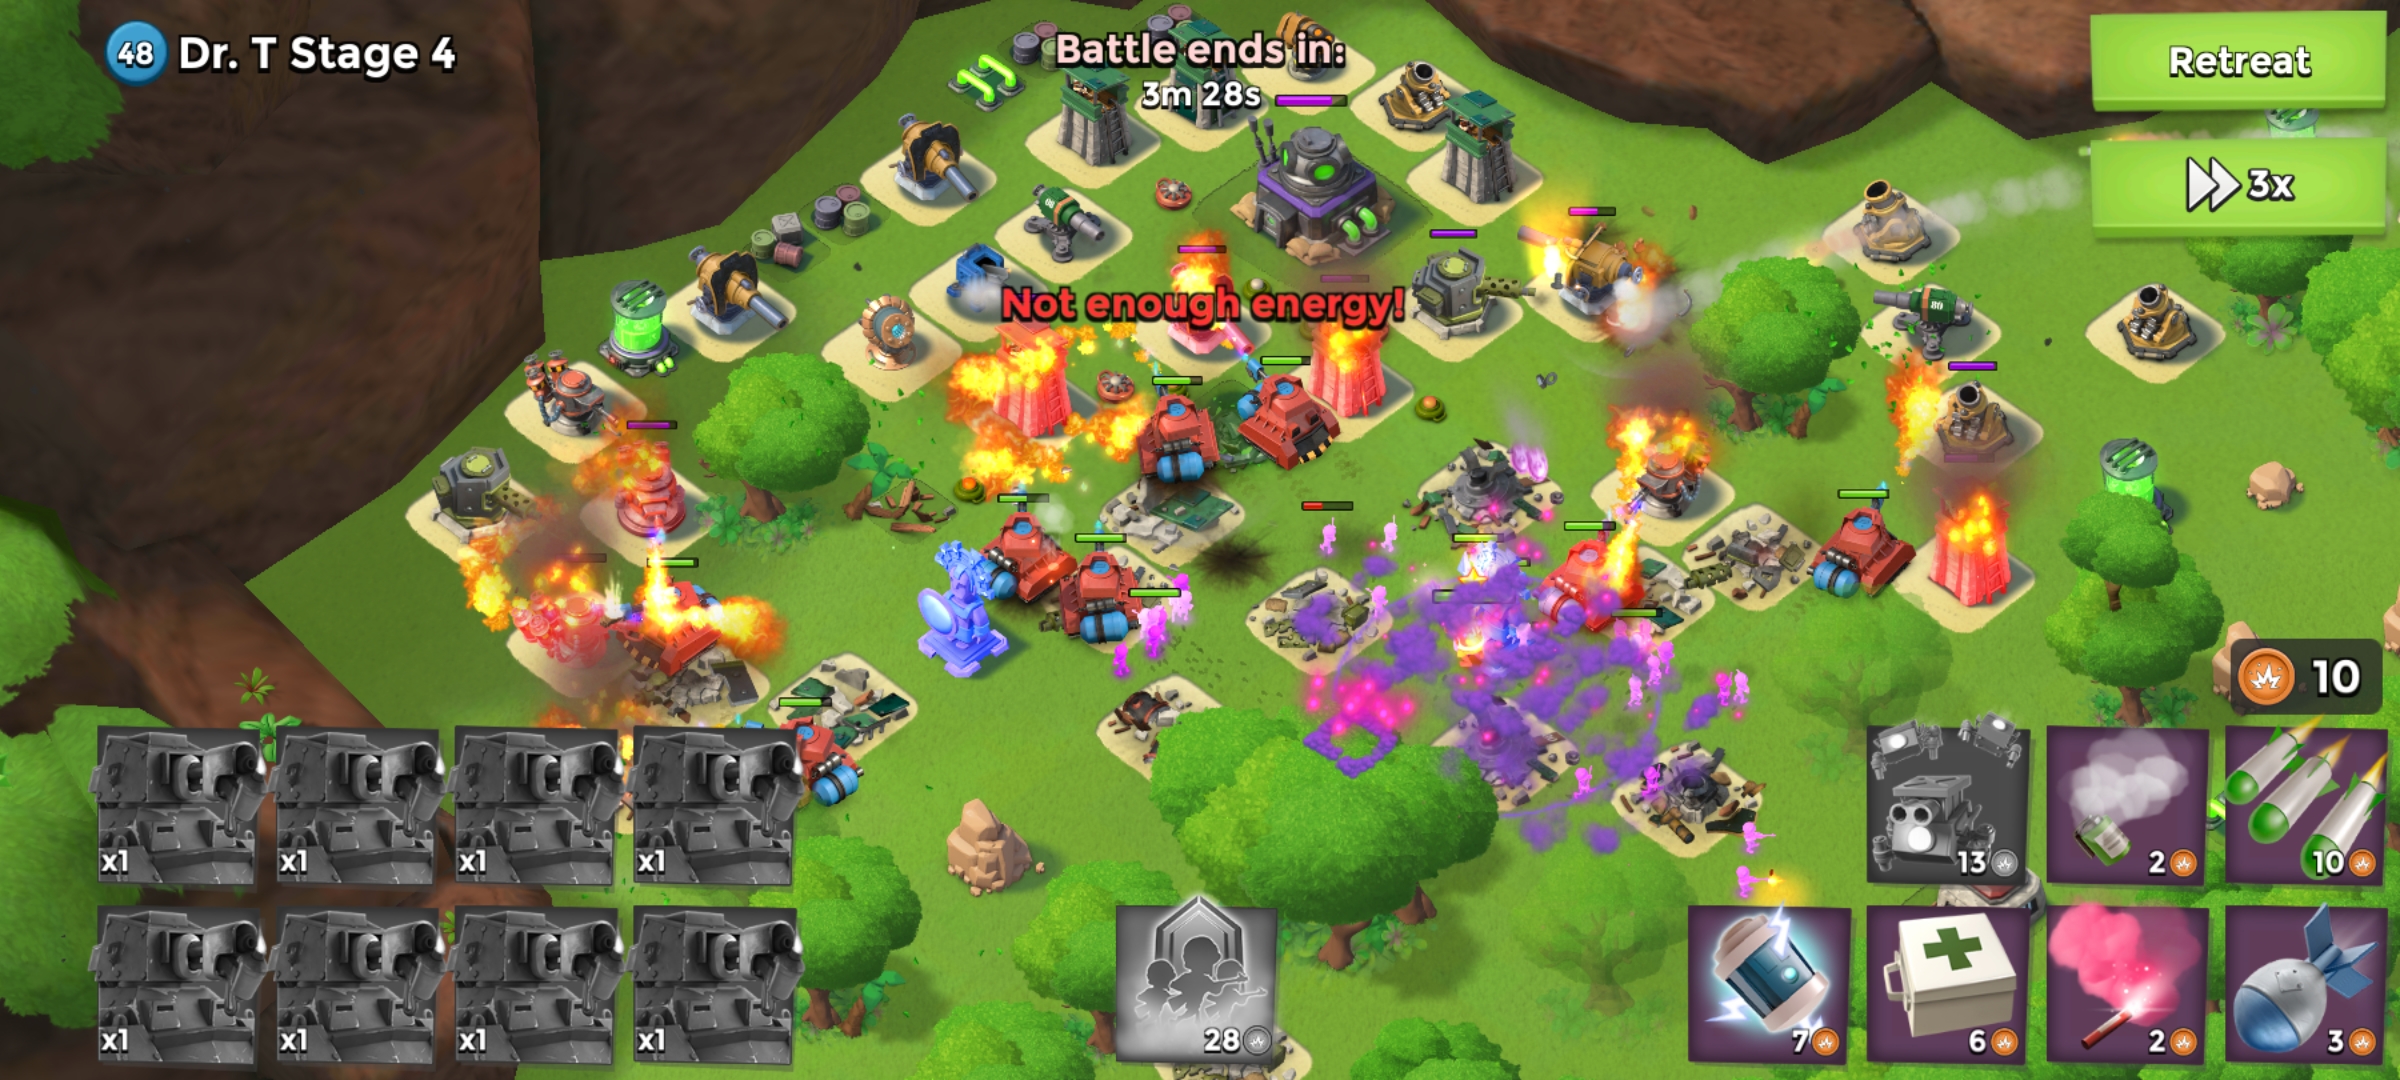 48 Dr. T Stage 4
Battle ends in:
3m 28s
Retreat
3x
Not enough energy!
10
x1 x1 x1 x1
13 2 10
x1 x1 x1 x1
28
7 6 2 3